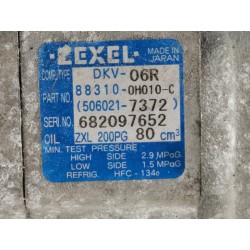 ZEXEL
MADE IN
JAPAN
COMP. TYPE DKV-06R
PART NO. 88310-0H010-C
(506021-7372)
SERI.NO. 682097652
OIL ZXL 200PG 80 cm³
MIN. TEST PRESSURE
HIGH SIDE 2.9 MPaG
LOW SIDE 1.5 MPaG
REFRIG. HFC-134a